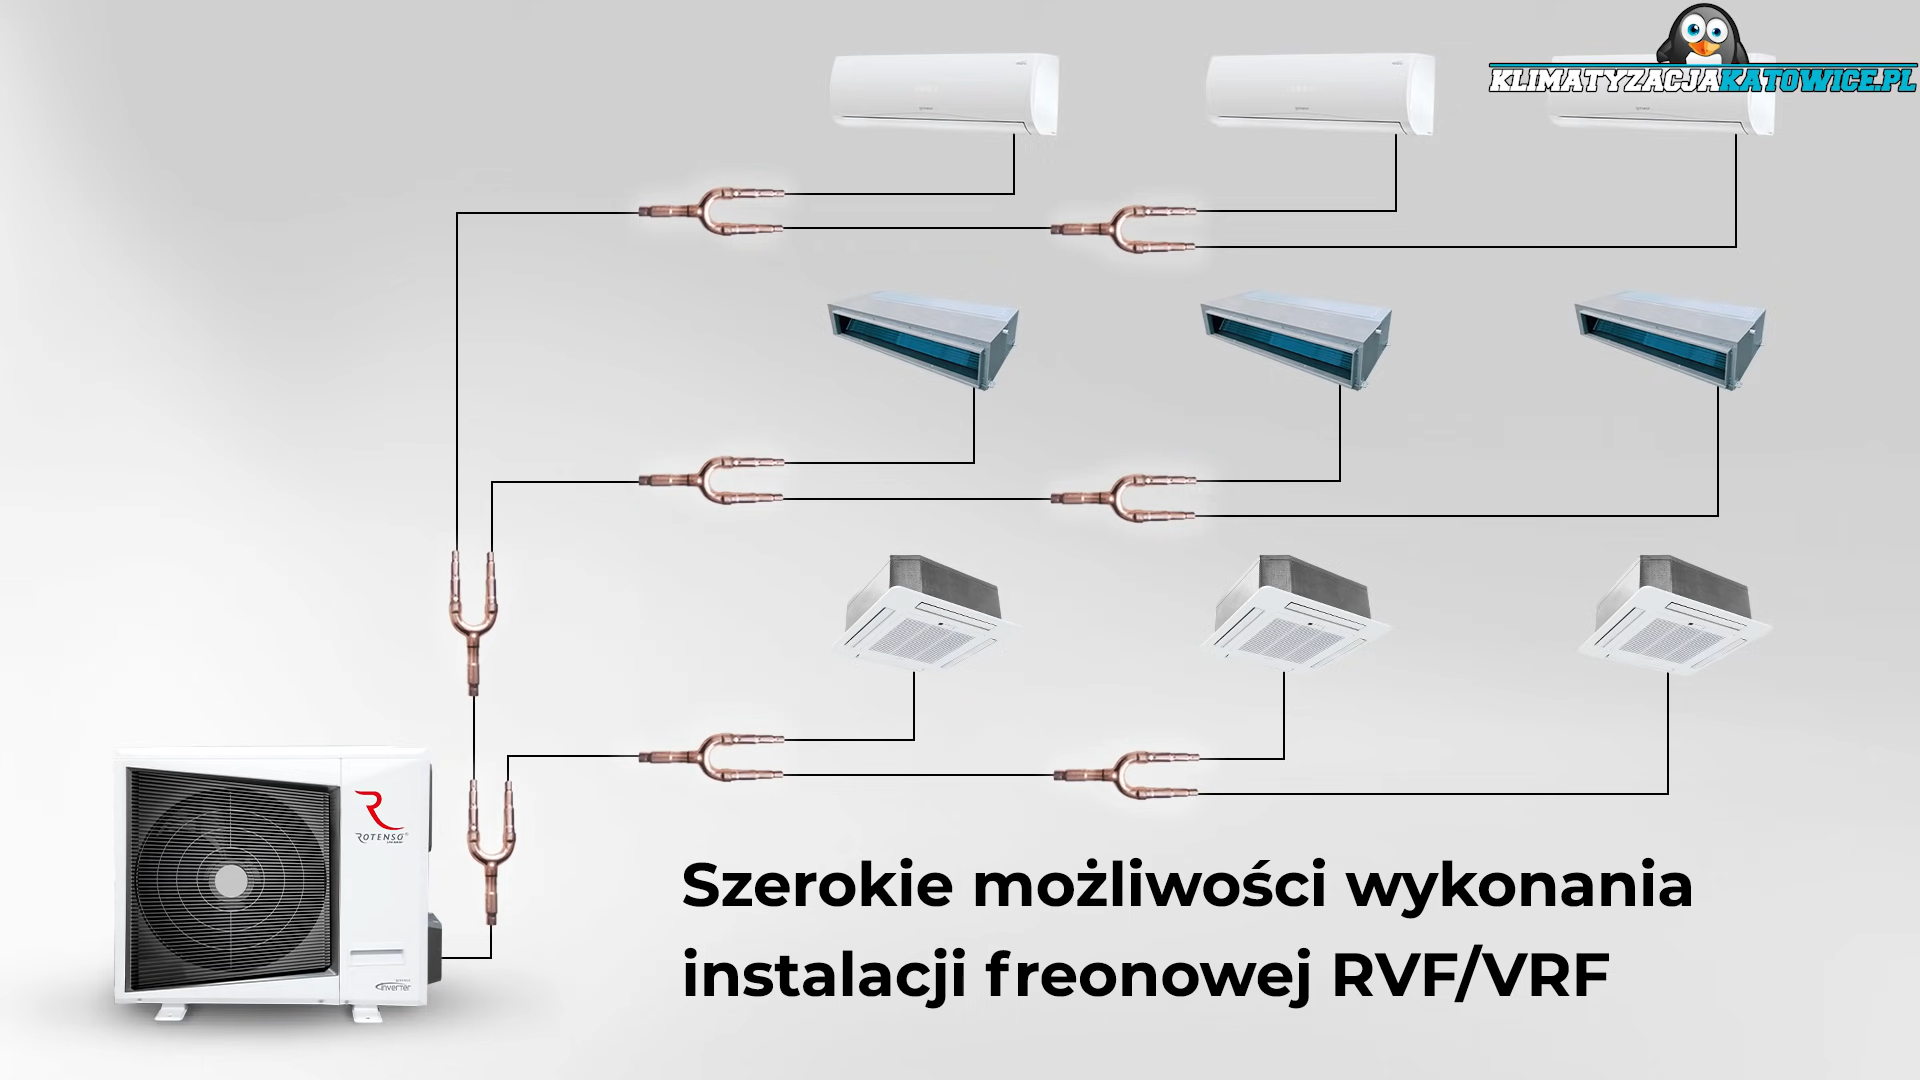 KLIMATYZACJAKATOWICE.PL
ROTENSO
inverter
Szerokie możliwości wykonania
instalacji freonowej RVF/VRF